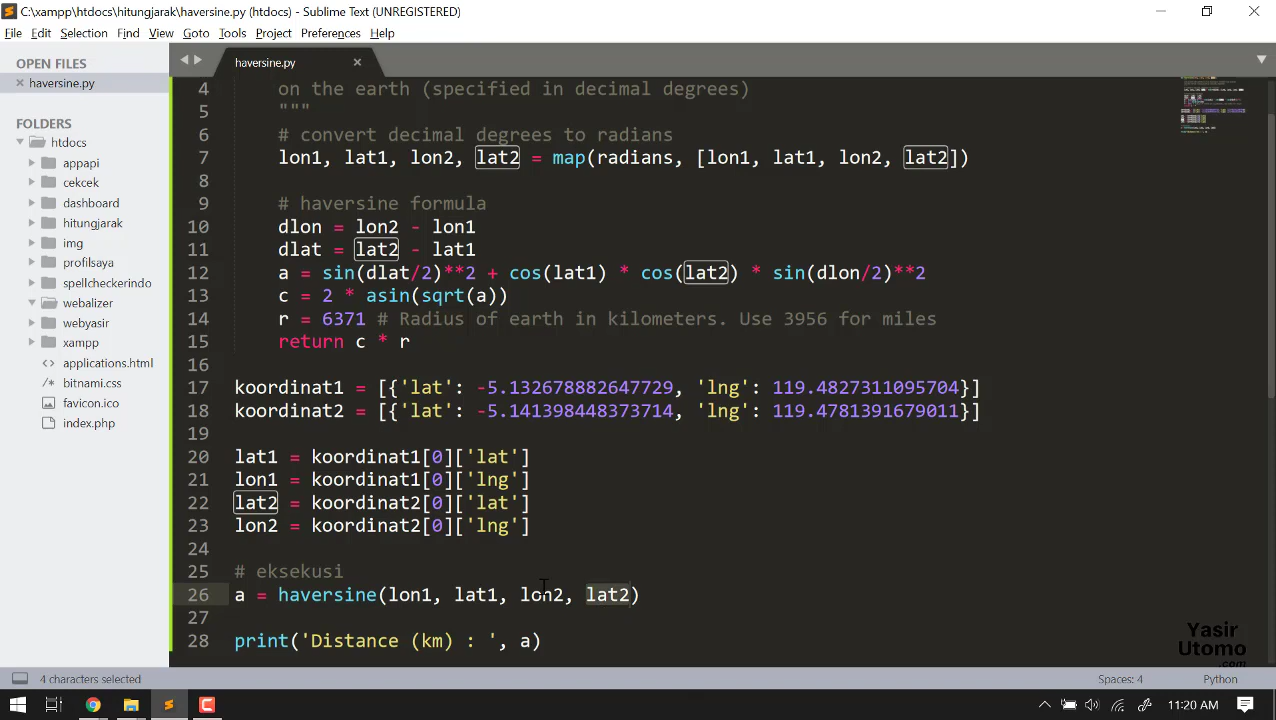 C:\xampp\htdocs\hitungjarak\haversine.py (htdocs) - Sublime Text (UNREGISTERED)
File Edit Selection Find View Goto Tools Project Preferences Help
OPEN FILES
haversine.py
FOLDERS
htdocs
appapi
cekcek
dashboard
hitungjarak
img
profilsaya
spellcheckerindo
webalizer
webyasir
xampp
applications.html
bitnami.css
favicon.ico
index.php
haversine.py
4 on the earth (specified in decimal degrees)
5 """
6 # convert decimal degrees to radians
7 lon1, lat1, lon2, lat2 = map(radians, [lon1, lat1, lon2, lat2])
8
9 # haversine formula
10 dlon = lon2 - lon1
11 dlat = lat2 - lat1
12 a = sin(dlat/2)**2 + cos(lat1) * cos(lat2) * sin(dlon/2)**2
13 c = 2 * asin(sqrt(a))
14 r = 6371 # Radius of earth in kilometers. Use 3956 for miles
15 return c * r
16
17 koordinat1 = [{'lat': -5.132678882647729, 'lng': 119.4827311095704}]
18 koordinat2 = [{'lat': -5.141398448373714, 'lng': 119.4781391679011}]
19
20 lat1 = koordinat1[0]['lat']
21 lon1 = koordinat1[0]['lng']
22 lat2 = koordinat2[0]['lat']
23 lon2 = koordinat2[0]['lng']
24
25 # eksekusi
26 a = haversine(lon1, lat1, lon2, lat2)
27
28 print('Distance (km) : ', a)
Yasir
Utomo
.com
4 characters selected
Spaces: 4
Python
11:20 AM